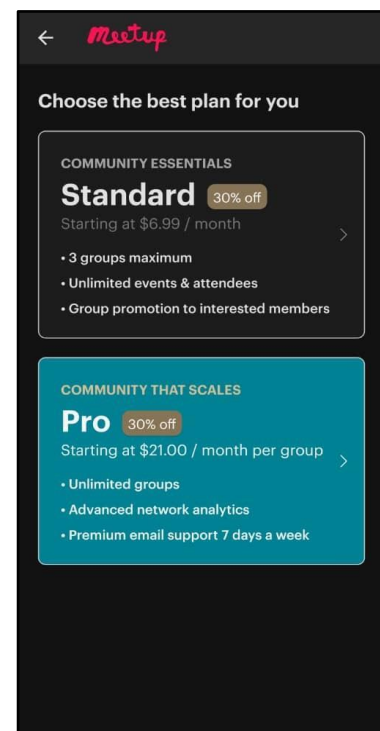 Meetup
Choose the best plan for you
COMMUNITY ESSENTIALS
Standard 30% off
Starting at $6.99 / month
• 3 groups maximum
• Unlimited events & attendees
• Group promotion to interested members
COMMUNITY THAT SCALES
Pro 30% off
Starting at $21.00 / month per group
• Unlimited groups
• Advanced network analytics
• Premium email support 7 days a week